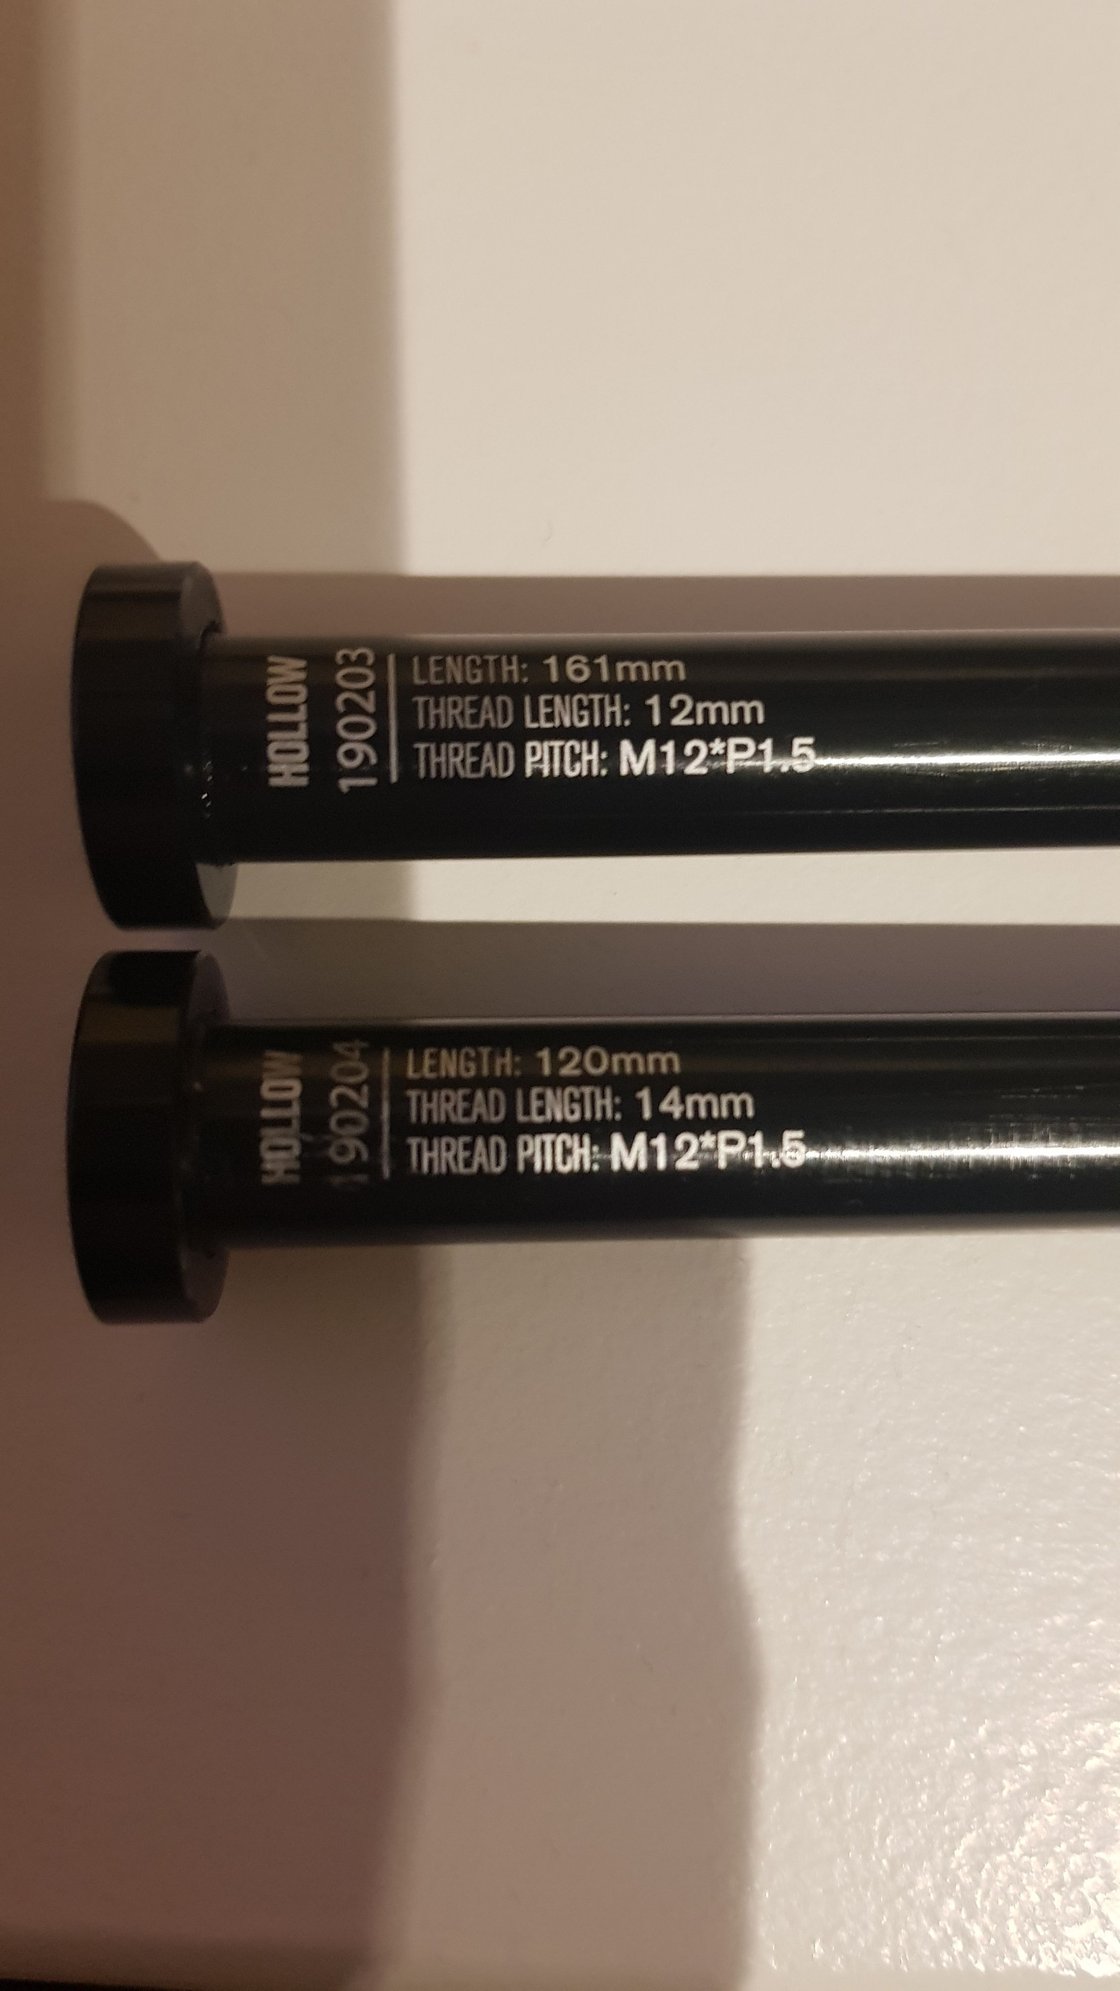 HOLLOW
190203
LENGTH: 161mm
THREAD LENGTH: 12mm
THREAD PITCH: M12*P1.5
HOLLOW
190204
LENGTH: 120mm
THREAD LENGTH: 14mm
THREAD PITCH: M12*P1.5